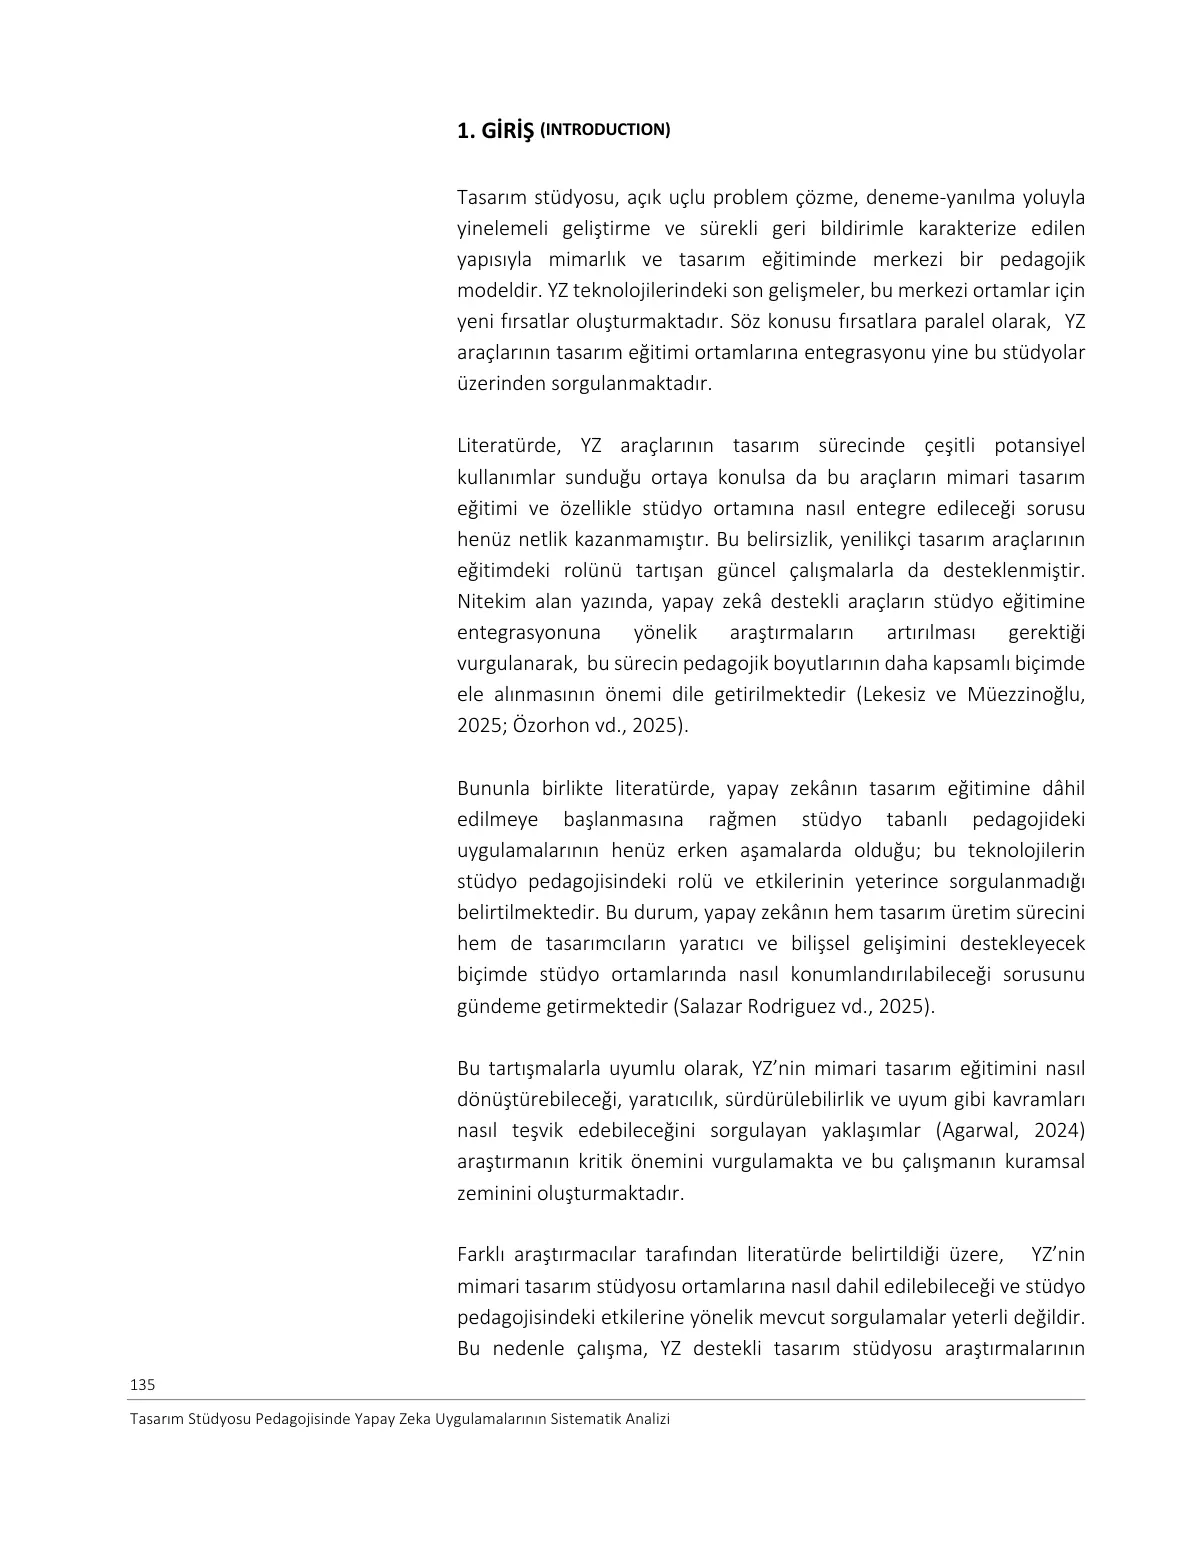 1. GİRİŞ (INTRODUCTION)
Tasarım stüdyosu, açık uçlu problem çözme, deneme-yanılma yoluyla
yinelemeli geliştirme ve sürekli geri bildirimle karakterize edilen
yapısıyla mimarlık ve tasarım eğitiminde merkezi bir pedagojik
modeldir. YZ teknolojilerindeki son gelişmeler, bu merkezi ortamlar için
yeni fırsatlar oluşturmaktadır. Söz konusu fırsatlara paralel olarak, YZ
araçlarının tasarım eğitimi ortamlarına entegrasyonu yine bu stüdyolar
üzerinden sorgulanmaktadır.
Literatürde, YZ araçlarının tasarım sürecinde çeşitli potansiyel
kullanımlar sunduğu ortaya konulsa da bu araçların mimari tasarım
eğitimi ve özellikle stüdyo ortamına nasıl entegre edileceği sorusu
henüz netlik kazanmamıştır. Bu belirsizlik, yenilikçi tasarım araçlarının
eğitimdeki rolünü tartışan güncel çalışmalarla da desteklenmiştir.
Nitekim alan yazında, yapay zekâ destekli araçların stüdyo eğitimine
entegrasyonuna yönelik araştırmaların artırılması gerektiği
vurgulanarak, bu sürecin pedagojik boyutlarının daha kapsamlı biçimde
ele alınmasının önemi dile getirilmektedir (Lekesiz ve Müezzinoğlu,
2025; Özorhon vd., 2025).
Bununla birlikte literatürde, yapay zekânın tasarım eğitimine dâhil
edilmeye başlanmasına rağmen stüdyo tabanlı pedagojideki
uygulamalarının henüz erken aşamalarda olduğu; bu teknolojilerin
stüdyo pedagojisindeki rolü ve etkilerinin yeterince sorgulanmadığı
belirtilmektedir. Bu durum, yapay zekânın hem tasarım üretim sürecini
hem de tasarımcıların yaratıcı ve bilişsel gelişimini destekleyecek
biçimde stüdyo ortamlarında nasıl konumlandırılabileceği sorusunu
gündeme getirmektedir (Salazar Rodriguez vd., 2025).
Bu tartışmalarla uyumlu olarak, YZ’nin mimari tasarım eğitimini nasıl
dönüştürebileceği, yaratıcılık, sürdürülebilirlik ve uyum gibi kavramları
nasıl teşvik edebileceğini sorgulayan yaklaşımlar (Agarwal, 2024)
araştırmanın kritik önemini vurgulamakta ve bu çalışmanın kuramsal
zeminini oluşturmaktadır.
Farklı araştırmacılar tarafından literatürde belirtildiği üzere, YZ’nin
mimari tasarım stüdyosu ortamlarına nasıl dahil edilebileceği ve stüdyo
pedagojisindeki etkilerine yönelik mevcut sorgulamalar yeterli değildir.
Bu nedenle çalışma, YZ destekli tasarım stüdyosu araştırmalarının
135
Tasarım Stüdyosu Pedagojisinde Yapay Zeka Uygulamalarının Sistematik Analizi